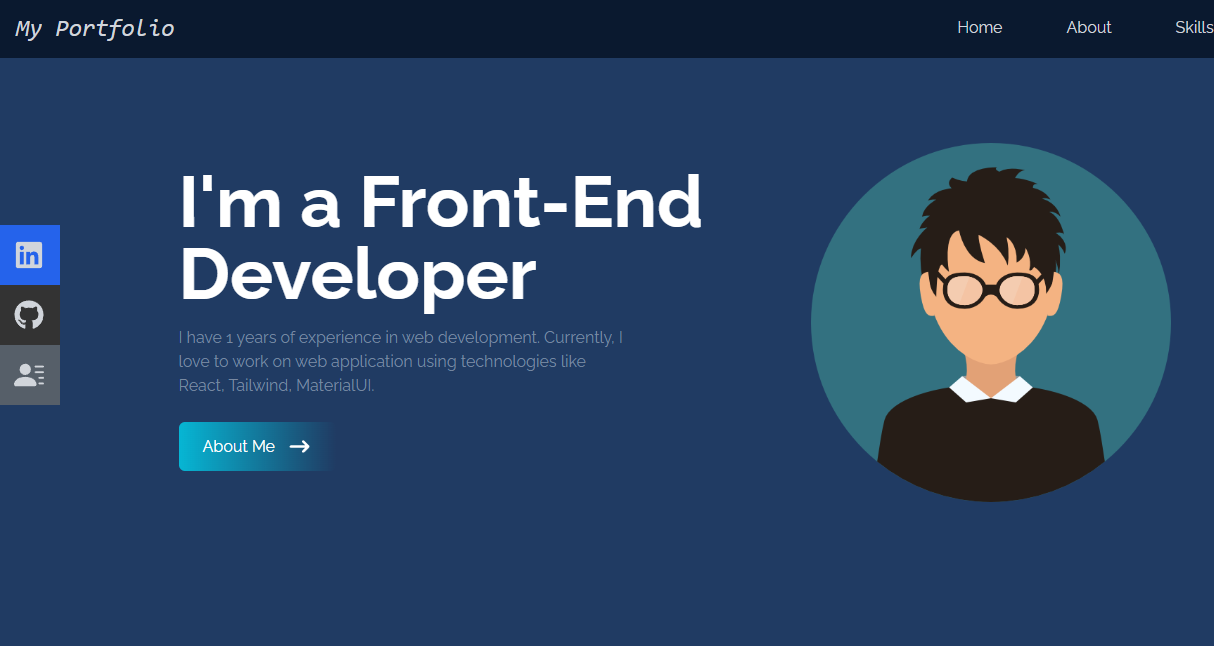 My Portfolio
Home About Skills
I'm a Front-End
Developer
in
I have 1 years of experience in web development. Currently, I
love to work on web application using technologies like
React, Tailwind, MaterialUI.
About Me